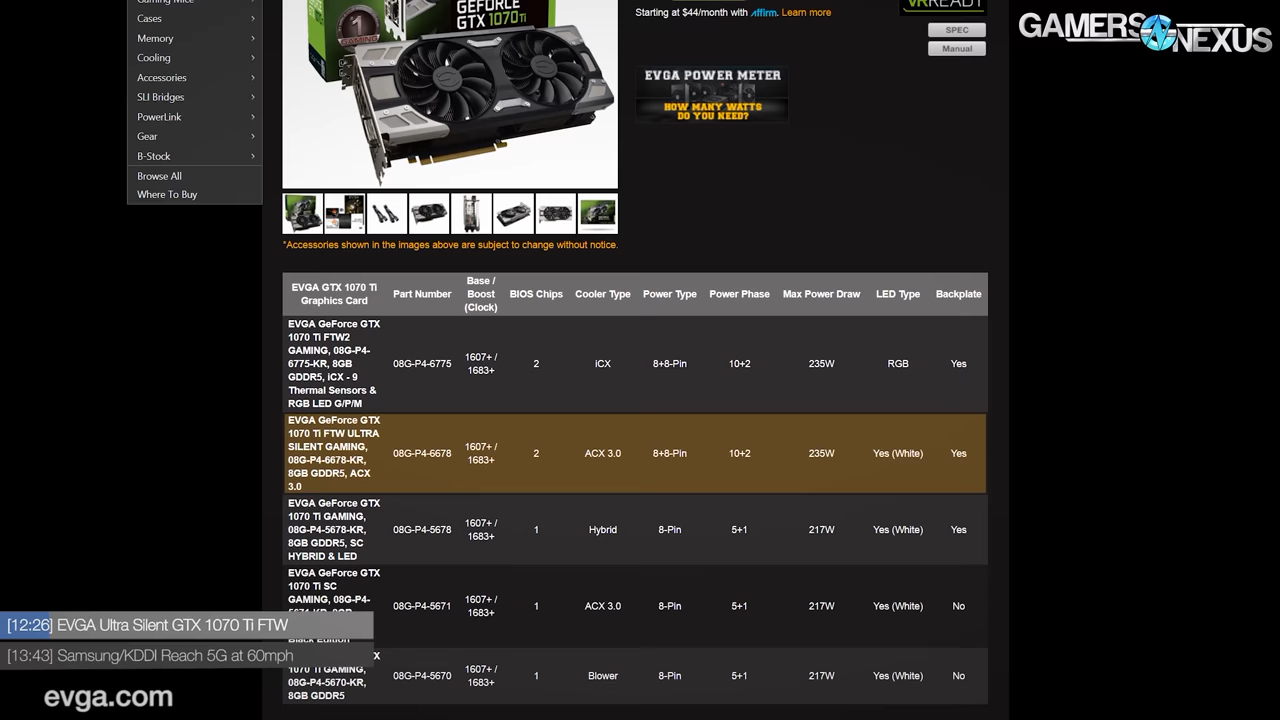 Gaming Mice
Cases
Memory
Cooling
Accessories
SLI Bridges
PowerLink
Gear
B-Stock
Browse All
Where To Buy
GEFORCE
GTX 1070 Ti
GAMING
Starting at $44/month with affirm. Learn more
VR READY
SPEC
Manual
GAMERS NEXUS
EVGA POWER METER
HOW MANY WATTS
DO YOU NEED?
*Accessories shown in the images above are subject to change without notice.
EVGA GTX 1070 Ti
Graphics Card
Part Number
Base /
Boost
(Clock)
BIOS Chips
Cooler Type
Power Type
Power Phase
Max Power Draw
LED Type
Backplate
EVGA GeForce GTX
1070 Ti FTW2
GAMING, 08G-P4-
6775-KR, 8GB
GDDR5, iCX - 9
Thermal Sensors &
RGB LED G/P/M
08G-P4-6775
1607+ /
1683+
2
iCX
8+8-Pin
10+2
235W
RGB
Yes
EVGA GeForce GTX
1070 Ti FTW ULTRA
SILENT GAMING,
08G-P4-6678-KR,
8GB GDDR5, ACX
3.0
08G-P4-6678
1607+ /
1683+
2
ACX 3.0
8+8-Pin
10+2
235W
Yes (White)
Yes
EVGA GeForce GTX
1070 Ti GAMING,
08G-P4-5678-KR,
8GB GDDR5, SC
HYBRID & LED
08G-P4-5678
1607+ /
1683+
1
Hybrid
8-Pin
5+1
217W
Yes (White)
Yes
EVGA GeForce GTX
1070 Ti SC
GAMING, 08G-P4-
5671-KR, 8GB
Black Edition
08G-P4-5671
1607+ /
1683+
1
ACX 3.0
8-Pin
5+1
217W
Yes (White)
No
X
1070 Ti GAMING,
08G-P4-5670-KR,
8GB GDDR5
08G-P4-5670
1607+ /
1683+
1
Blower
8-Pin
5+1
217W
Yes (White)
No
[12:26] EVGA Ultra Silent GTX 1070 Ti FTW
[13:43] Samsung/KDDI Reach 5G at 60mph
evga.com